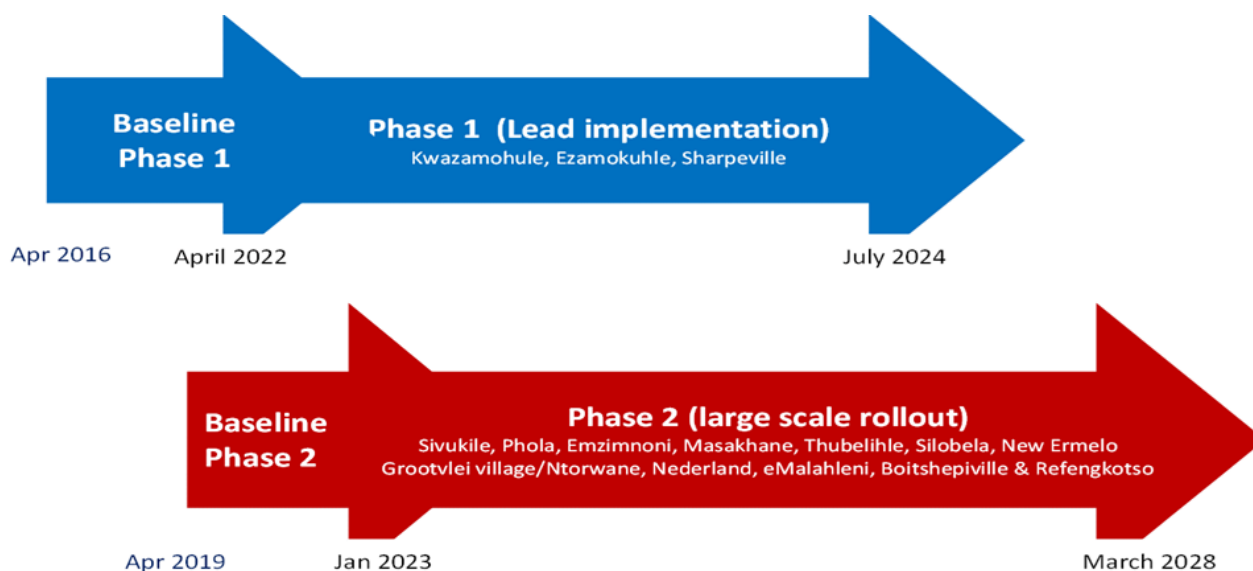 Baseline
Phase 1
Phase 1 (Lead implementation)
Kwazamohule, Ezamokuhle, Sharpeville
Apr 2016
April 2022
July 2024
Baseline
Phase 2
Phase 2 (large scale rollout)
Sivukile, Phola, Emzimnoni, Masakhane, Thubelihle, Silobela, New Ermelo
Grootvlei village/Ntorwane, Nederland, eMalahleni, Boitshepiville & Refengkotso
Apr 2019
Jan 2023
March 2028